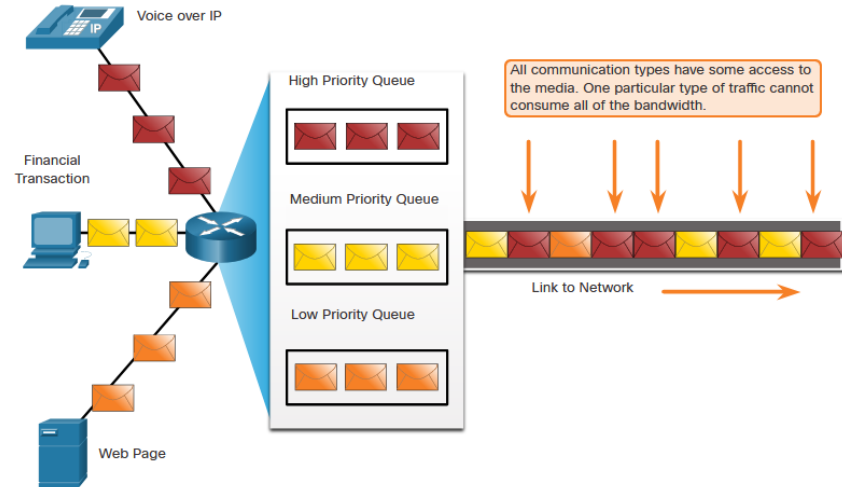 Voice over IP
IP
Financial
Transaction
Web Page
High Priority Queue
Medium Priority Queue
Low Priority Queue
All communication types have some access to
the media. One particular type of traffic cannot
consume all of the bandwidth.
Link to Network